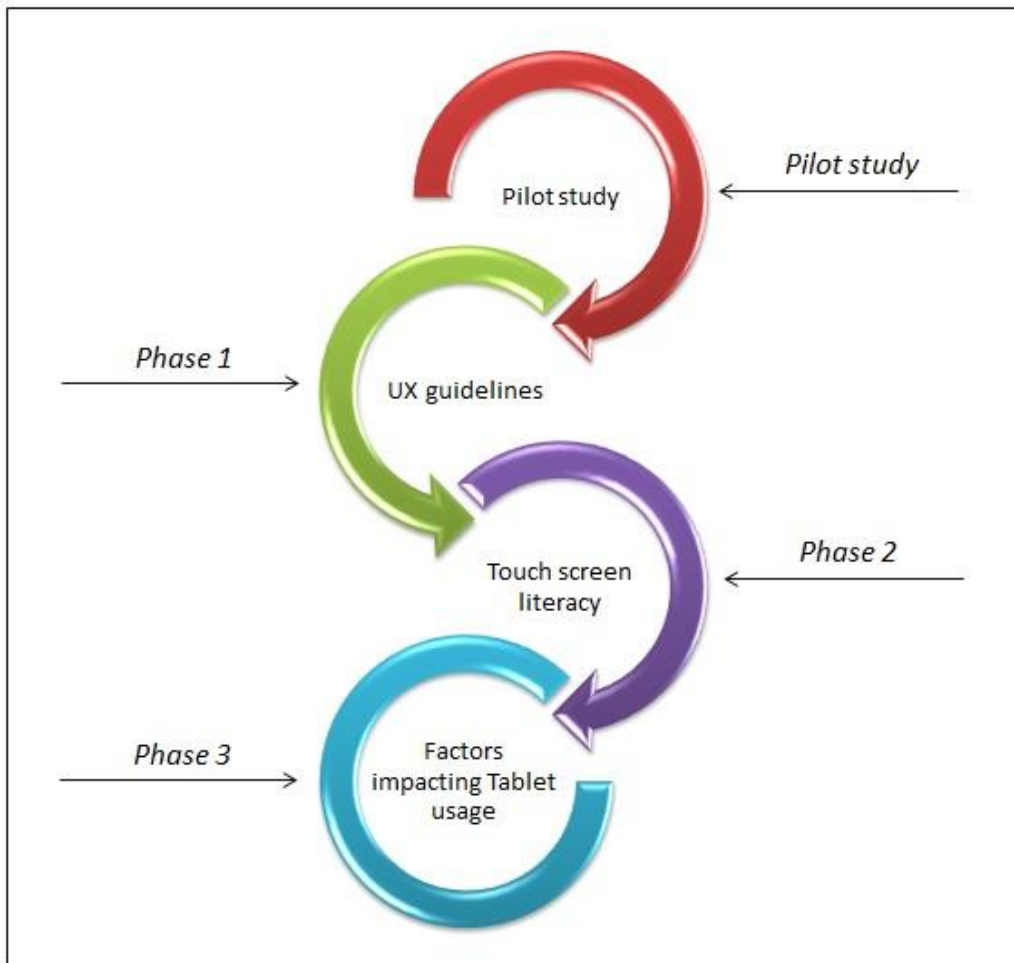 Pilot study
Pilot study
Phase 1
UX guidelines
Touch screen
literacy
Phase 2
Factors
impacting Tablet
usage
Phase 3